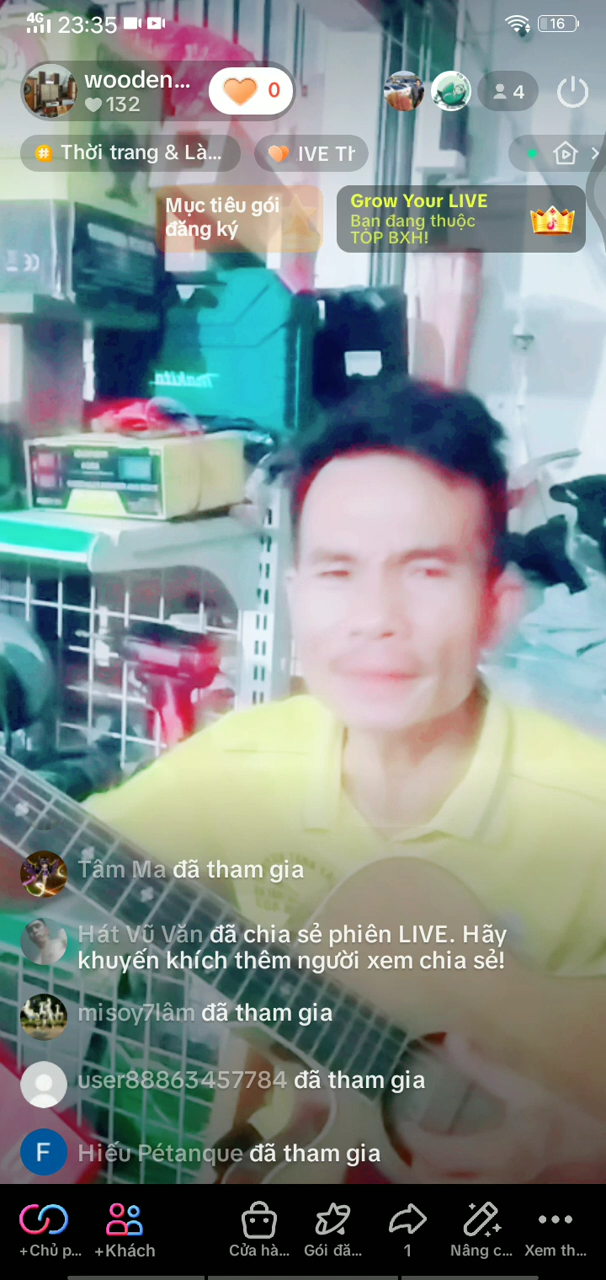 4G 23:35 16
wooden... 0
132
4
# Thời trang & Là...
IVE Th
Mục tiêu gói
đăng ký
Grow Your LIVE
Bạn đang thuộc
TOP BXH!
Makita
Tâm Ma đã tham gia
Hát Vũ Văn đã chia sẻ phiên LIVE. Hãy
khuyến khích thêm người xem chia sẻ!
misoy7lâm đã tham gia
user88863457784 đã tham gia
F
Hiếu Pétanque đã tham gia
+Chủ p... +Khách Cửa hà... Gói đă... 1 Nâng c... Xem th...